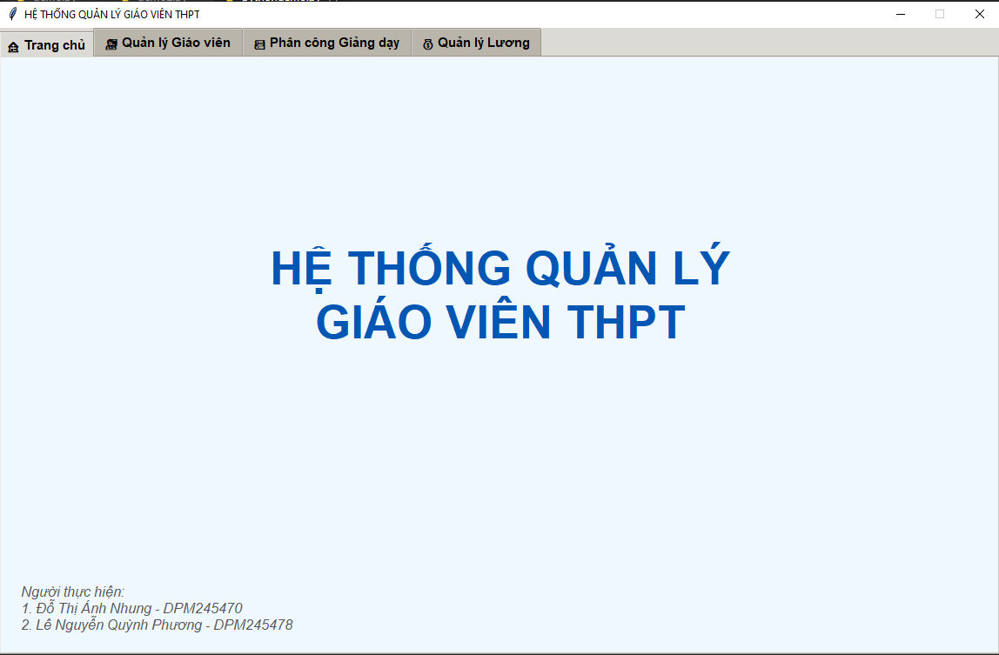 HỆ THỐNG QUẢN LÝ GIÁO VIÊN THPT
Trang chủ
Quản lý Giáo viên
Phân công Giảng dạy
Quản lý Lương
HỆ THỐNG QUẢN LÝ
GIÁO VIÊN THPT
Người thực hiện:
1. Đỗ Thị Ánh Nhung - DPM245470
2. Lê Nguyễn Quỳnh Phương - DPM245478